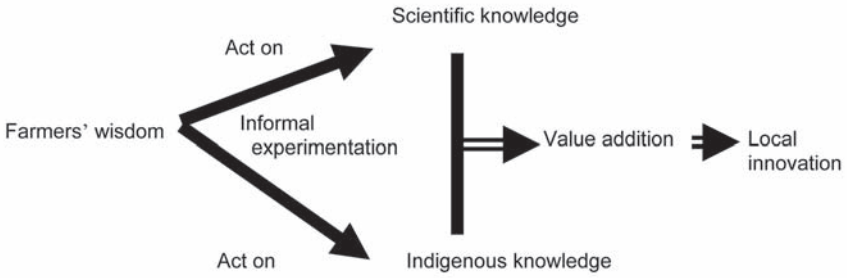 Scientific knowledge
Act on
Farmers’ wisdom
Informal
experimentation
Value addition
Local
innovation
Act on
Indigenous knowledge